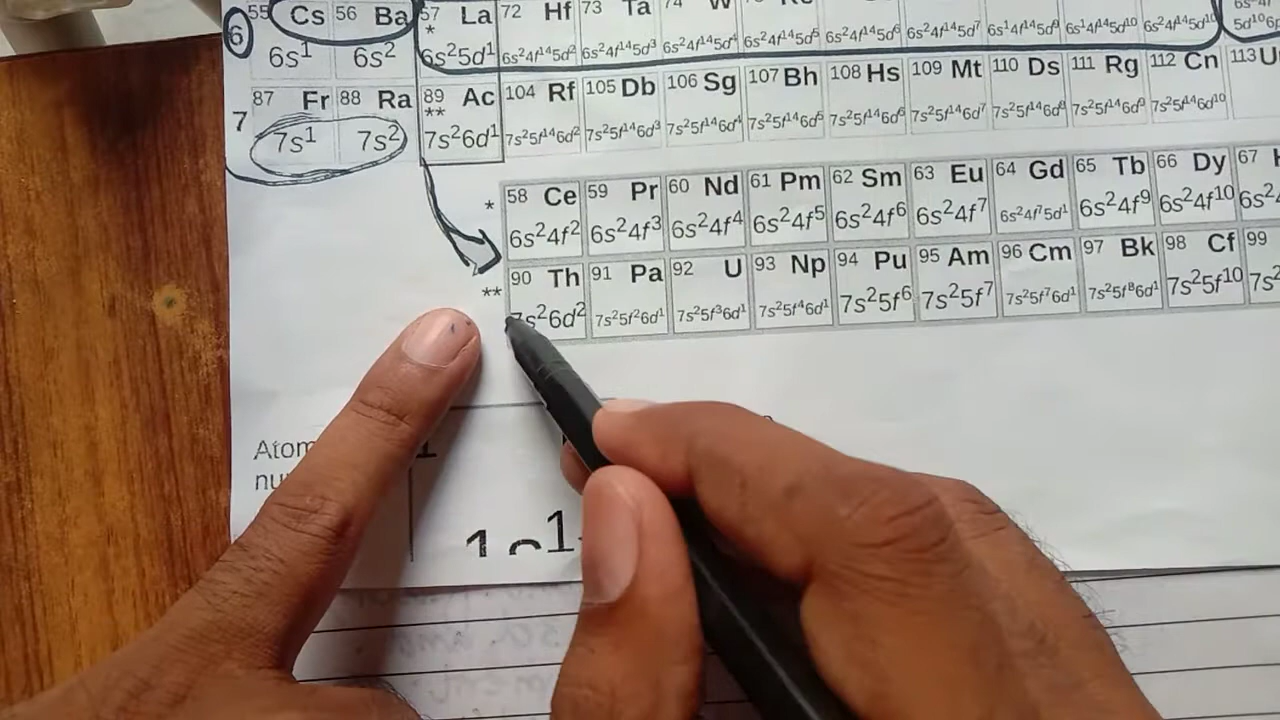 6 55 Cs 56 Ba 57 La 72 Hf 73 Ta 74 W
*
6s¹ 6s² 6s²5d¹ 6s²4f¹⁴5d² 6s²4f¹⁴5d³ 6s²4f¹⁴5d⁴ 6s²4f¹⁴5d⁵ 6s²4f¹⁴5d⁶ 6s²4f¹⁴5d⁷ 6s¹4f¹⁴5d⁹ 6s¹4f¹⁴5d¹⁰ 6s²4f¹⁴5d¹⁰
7 87 Fr 88 Ra 89 Ac 104 Rf 105 Db 106 Sg 107 Bh 108 Hs 109 Mt 110 Ds 111 Rg 112 Cn 113
**
7s¹ 7s² 7s²6d¹ 7s²5f¹⁴6d² 7s²5f¹⁴6d³ 7s²5f¹⁴6d⁴ 7s²5f¹⁴6d⁵ 7s²5f¹⁴6d⁶ 7s²5f¹⁴6d⁷ 7s²5f¹⁴6d⁸ 7s²5f¹⁴6d⁹ 7s²5f¹⁴6d¹⁰
* 58 Ce 59 Pr 60 Nd 61 Pm 62 Sm 63 Eu 64 Gd 65 Tb 66 Dy 67
6s²4f² 6s²4f³ 6s²4f⁴ 6s²4f⁵ 6s²4f⁶ 6s²4f⁷ 6s²4f⁷5d¹ 6s²4f⁹ 6s²4f¹⁰
** 90 Th 91 Pa 92 U 93 Np 94 Pu 95 Am 96 Cm 97 Bk 98 Cf 99
7s²6d² 7s²5f²6d¹ 7s²5f³6d¹ 7s²5f⁴6d¹ 7s²5f⁶ 7s²5f⁷ 7s²5f⁷6d¹ 7s²5f⁸6d¹ 7s²5f¹⁰
Atom
nu